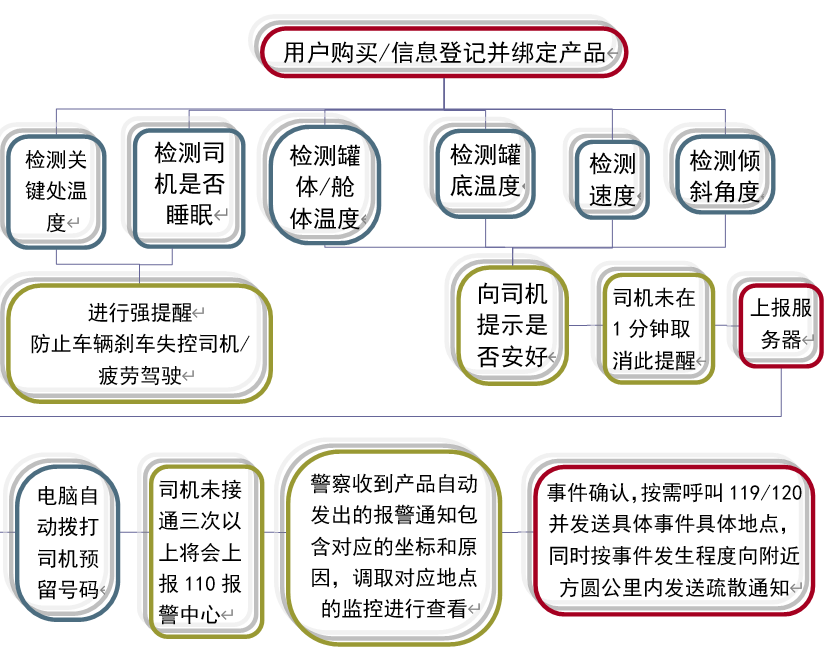 用户购买/信息登记并绑定产品
检测关
键处温
度
检测司
机是否
睡眠
检测罐
体/舱
体温度
检测罐
底温度
检测
速度
检测倾
斜角度
进行强提醒
防止车辆刹车失控司机/
疲劳驾驶
向司机
提示是
否安好
司机未在
1分钟取
消此提醒
上报服
务器
电脑自
动拨打
司机预
留号码
司机未接
通三次以
上将会上
报110报
警中心
警察收到产品自动
发出的报警通知包
含对应的坐标和原
因，调取对应地点
的监控进行查看
事件确认，按需呼叫119/120
并发送具体事件具体地点，
同时按事件发生程度向附近
方圆公里内发送疏散通知